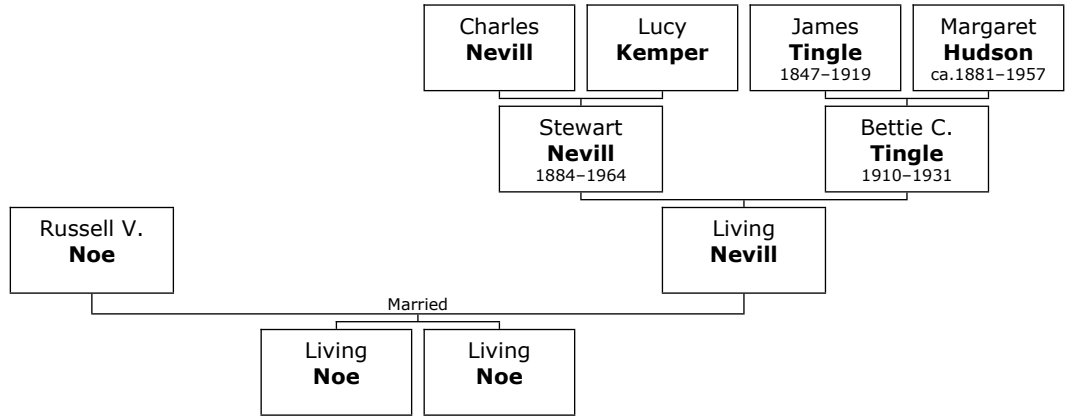 Charles
Nevill
Lucy
Kemper
James
Tingle
1847–1919
Margaret
Hudson
ca.1881–1957
Stewart
Nevill
1884–1964
Bettie C.
Tingle
1910–1931
Russell V.
Noe
Living
Nevill
Married
Living
Noe
Living
Noe